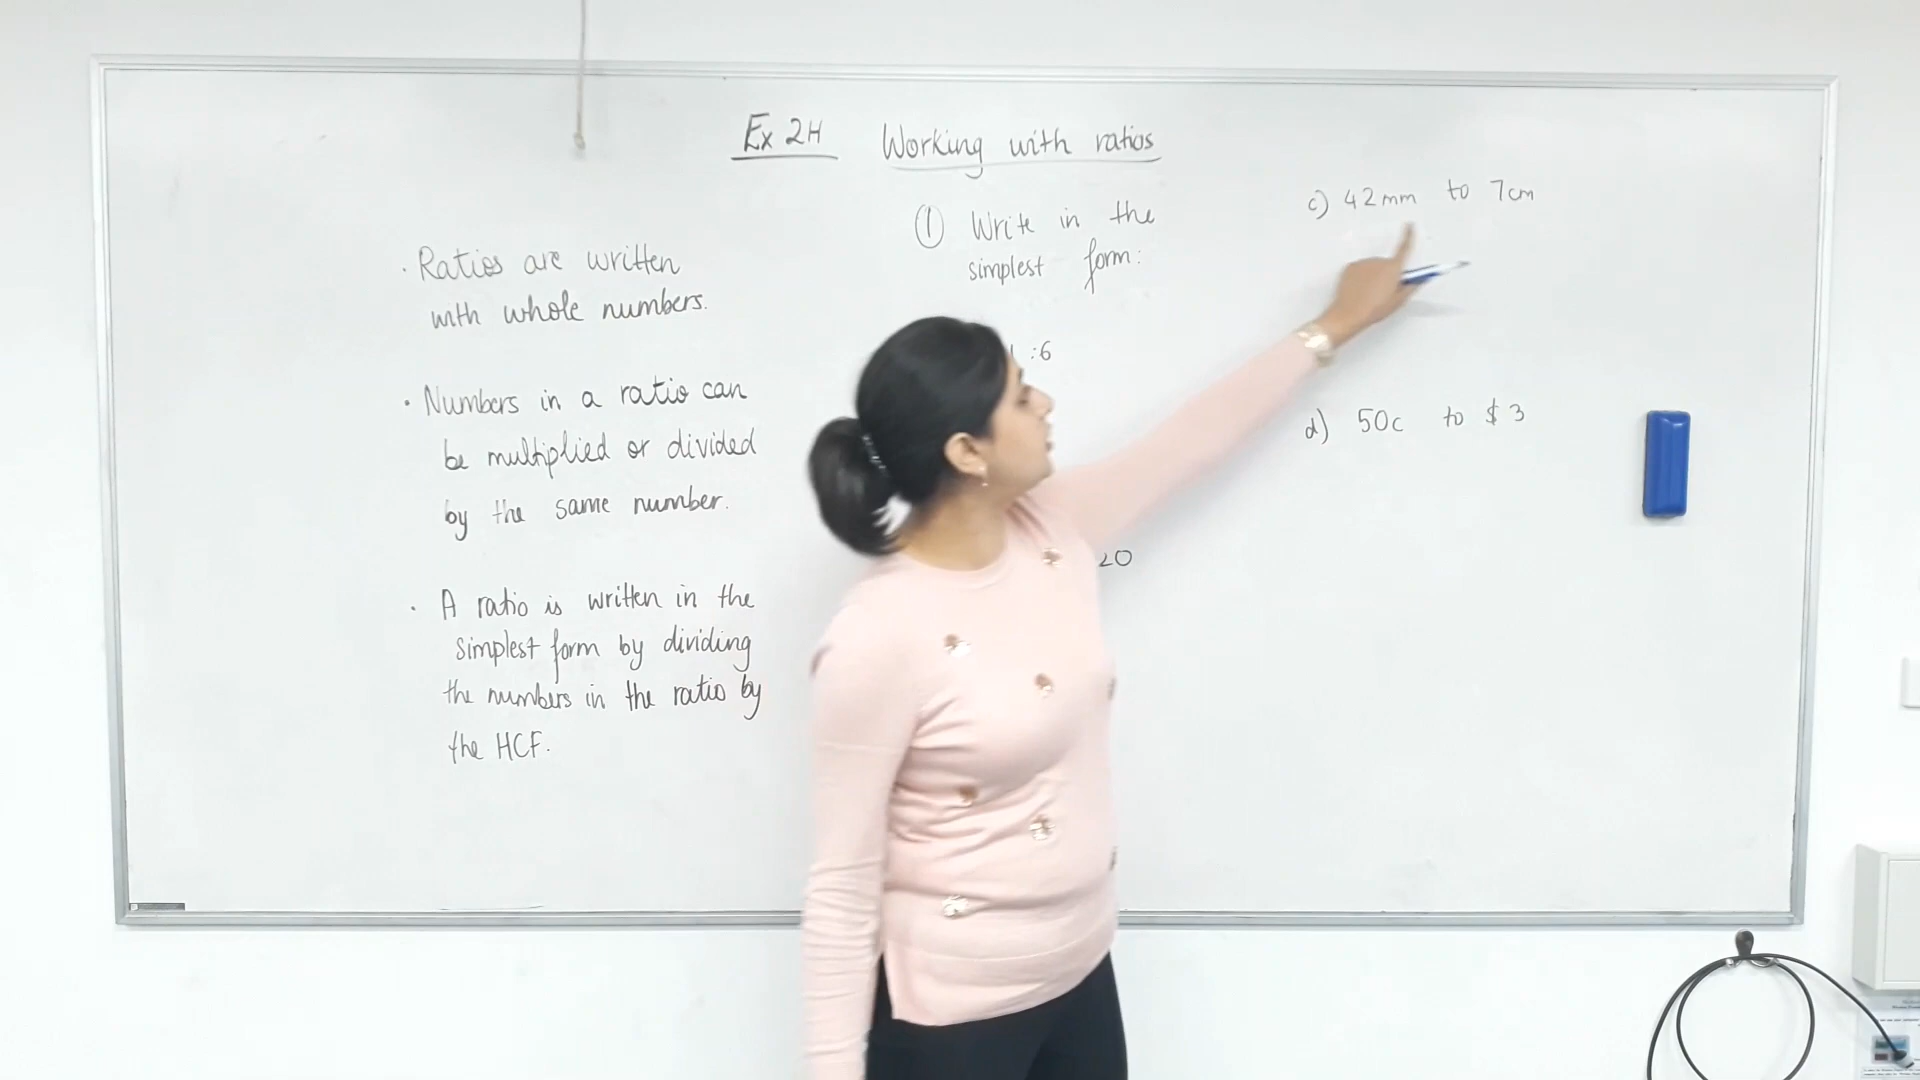 Ex 2H Working with ratios
· Ratios are written
with whole numbers.
· Numbers in a ratio can
be multiplied or divided
by the same number.
· A ratio is written in the
simplest form by dividing
the numbers in the ratio by
the HCF.
① Write in the
simplest form:
:6
20
c) 42mm to 7cm
d) 50c to $3